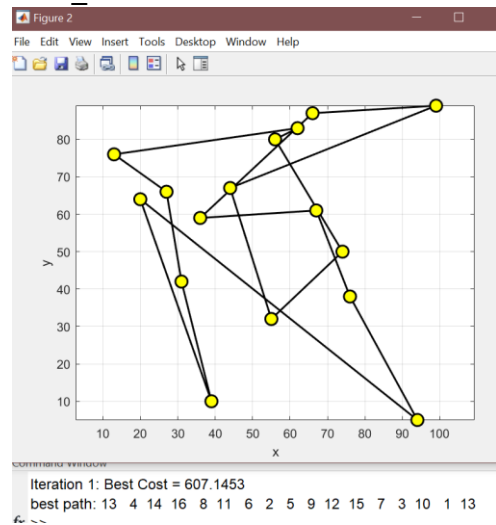 Figure 2
File Edit View Insert Tools Desktop Window Help
80
70
60
50
40
30
20
10
y
10 20 30 40 50 60 70 80 90 100
x
Command Window
Iteration 1: Best Cost = 607.1453
best path: 13 4 14 16 8 11 6 2 5 9 12 15 7 3 10 1 13
fx >>